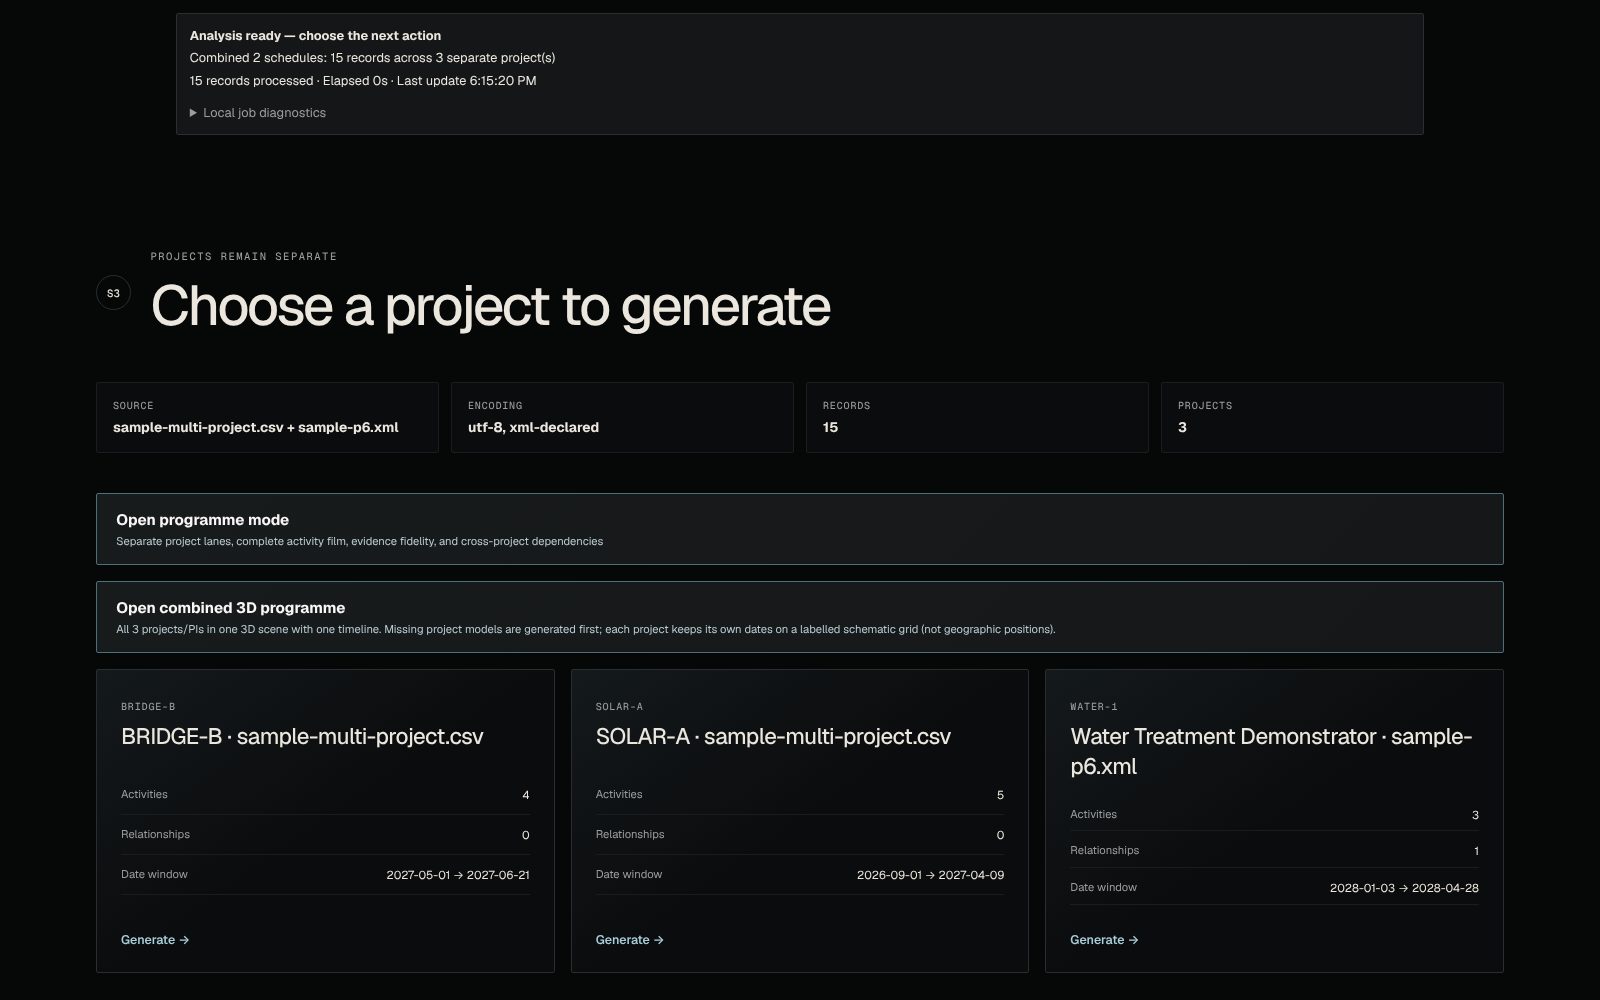 Analysis ready — choose the next action
Combined 2 schedules: 15 records across 3 separate project(s)
15 records processed · Elapsed 0s · Last update 6:15:20 PM
▶ Local job diagnostics
PROJECTS REMAIN SEPARATE
S3
Choose a project to generate
SOURCE
sample-multi-project.csv + sample-p6.xml
ENCODING
utf-8, xml-declared
RECORDS
15
PROJECTS
3
Open programme mode
Separate project lanes, complete activity film, evidence fidelity, and cross-project dependencies
Open combined 3D programme
All 3 projects/PIs in one 3D scene with one timeline. Missing project models are generated first; each project keeps its own dates on a labelled schematic grid (not geographic positions).
BRIDGE-B
BRIDGE-B · sample-multi-project.csv
Activities 4
Relationships 0
Date window 2027-05-01 → 2027-06-21
Generate →
SOLAR-A
SOLAR-A · sample-multi-project.csv
Activities 5
Relationships 0
Date window 2026-09-01 → 2027-04-09
Generate →
WATER-1
Water Treatment Demonstrator · sample-
p6.xml
Activities 3
Relationships 1
Date window 2028-01-03 → 2028-04-28
Generate →